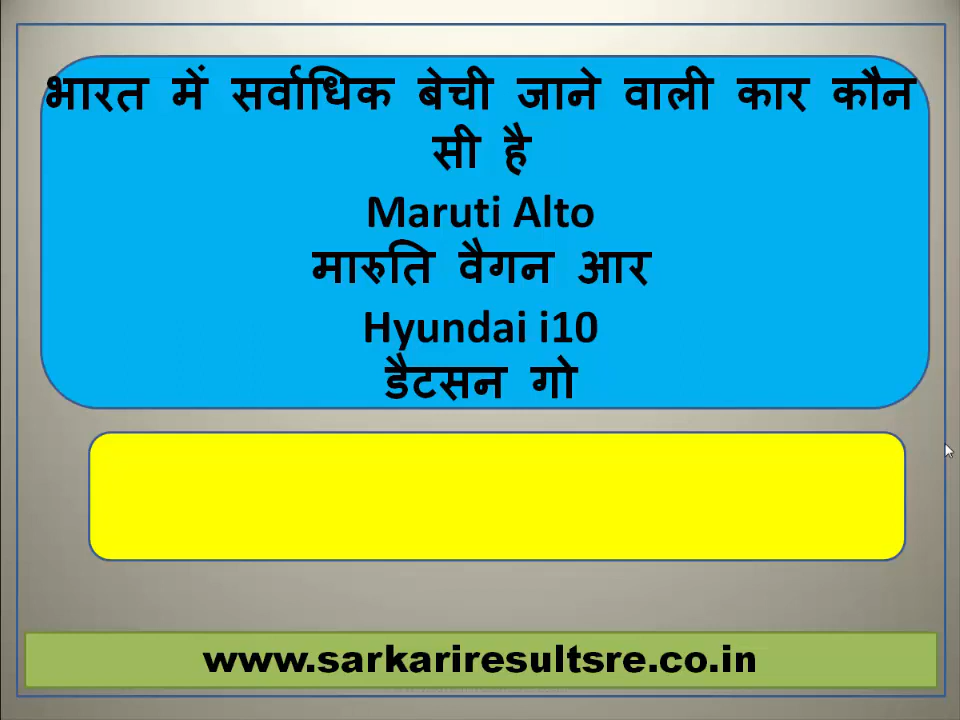 भारत में सर्वाधिक बेची जाने वाली कार कौन
सी है
Maruti Alto
मारुति वैगन आर
Hyundai i10
डैटसन गो
www.sarkariresultsre.co.in